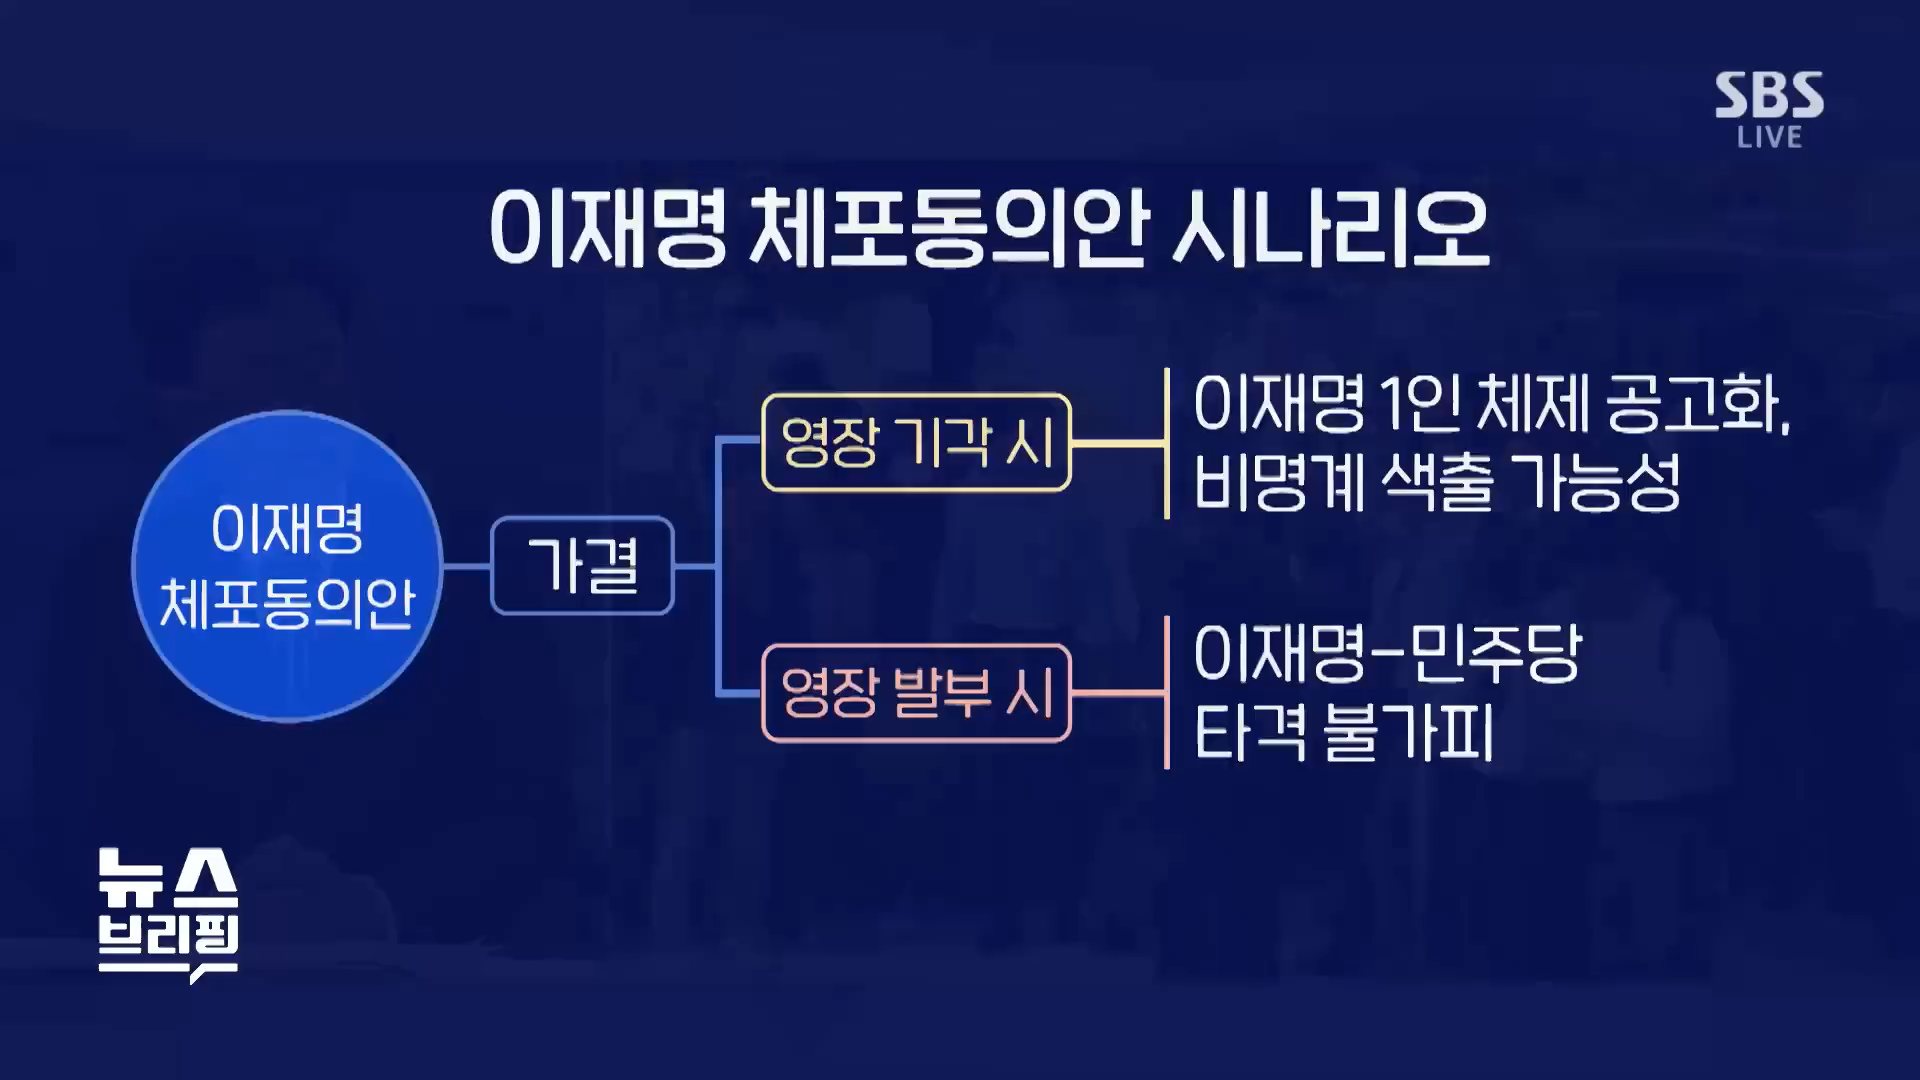 SBS
LIVE
이재명 체포동의안 시나리오
이재명
체포동의안
가결
영장 기각 시
이재명 1인 체제 공고화,
비명계 색출 가능성
영장 발부 시
이재명-민주당
타격 불가피
뉴스
브리핑